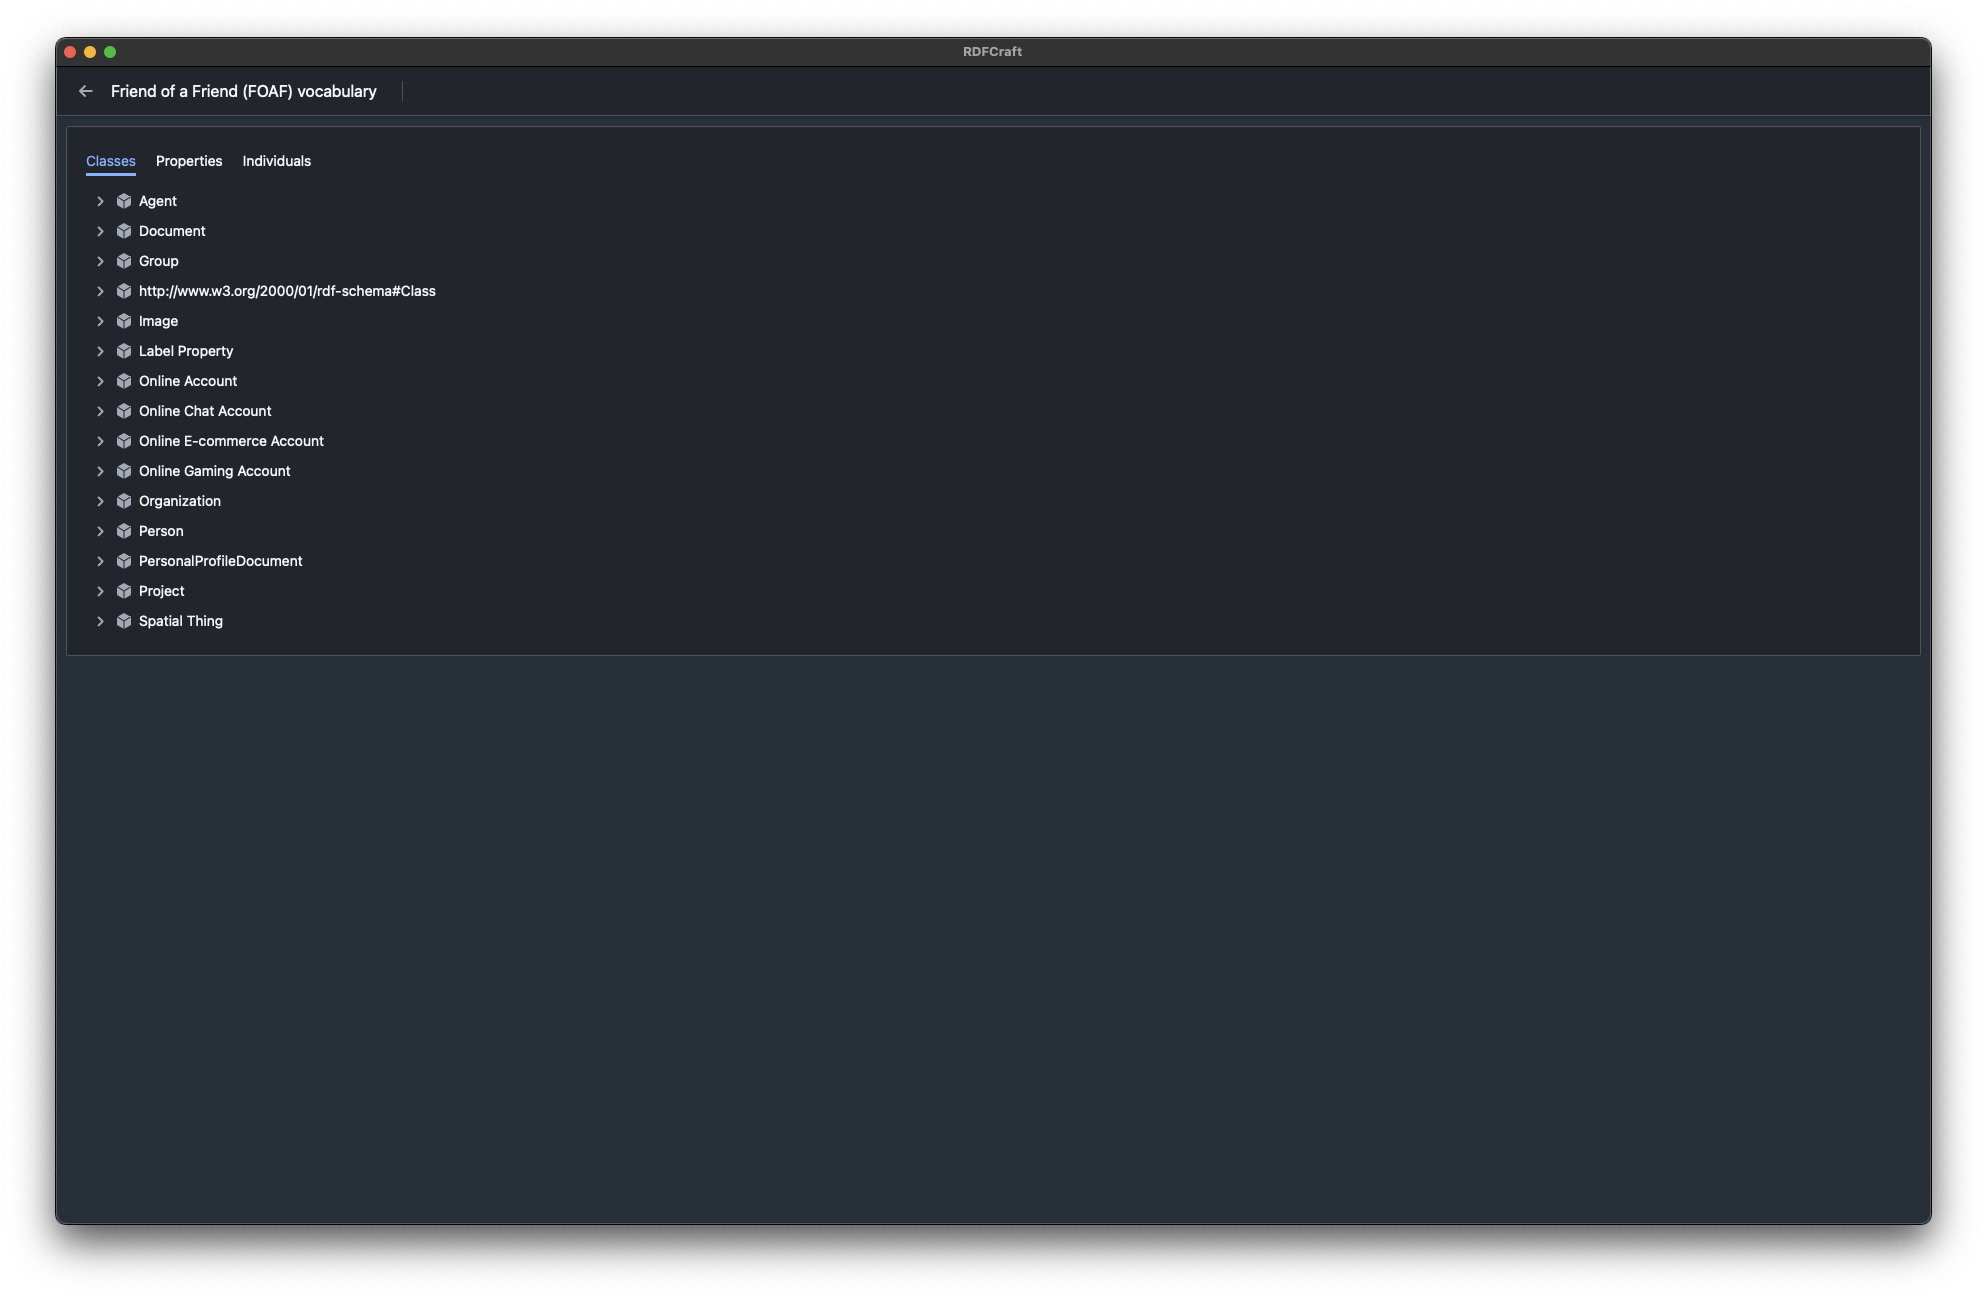 RDFCraft
Friend of a Friend (FOAF) vocabulary
Classes Properties Individuals
Agent
Document
Group
http://www.w3.org/2000/01/rdf-schema#Class
Image
Label Property
Online Account
Online Chat Account
Online E-commerce Account
Online Gaming Account
Organization
Person
PersonalProfileDocument
Project
Spatial Thing